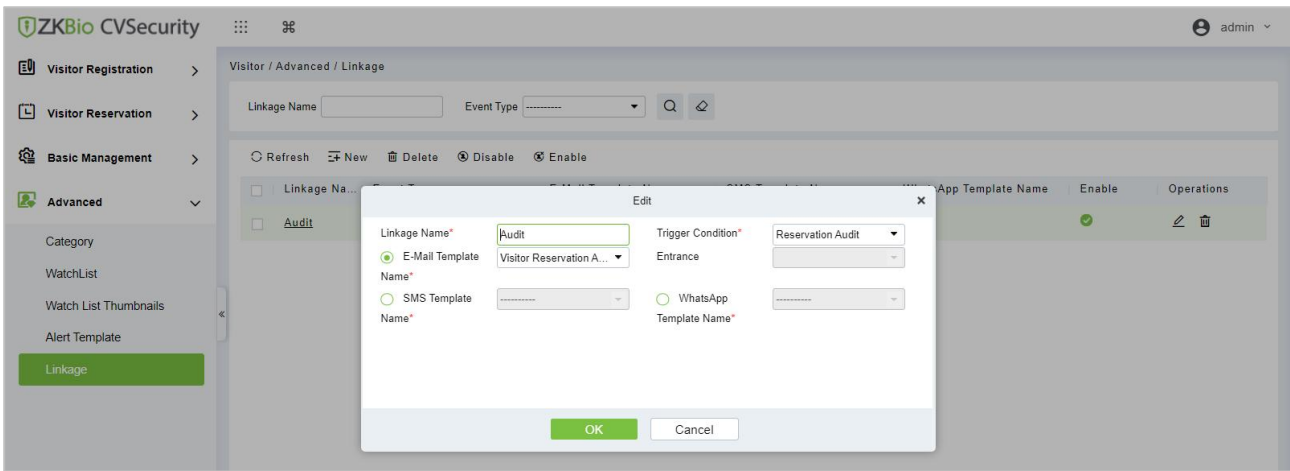 ZKBio CVSecurity
admin
Visitor Registration
Visitor Reservation
Basic Management
Advanced
Category
WatchList
Watch List Thumbnails
Alert Template
Linkage
Visitor / Advanced / Linkage
Linkage Name Event Type ----------
Refresh New Delete Disable Enable
Linkage Na... Template Name Enable Operations
Audit
Edit
Linkage Name* Audit Trigger Condition* Reservation Audit
E-Mail Template Visitor Reservation A... Entrance
Name*
SMS Template ---------- WhatsApp ----------
Name* Template Name*
OK Cancel